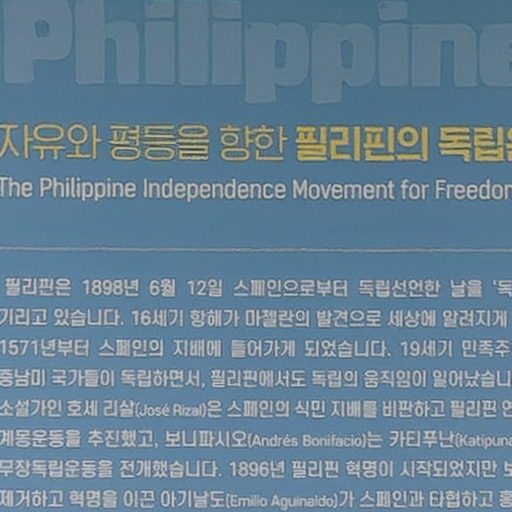 Philippine
자유와 평등을 향한 필리핀의 독립
The Philippine Independence Movement for Freedom
필리핀은 1898년 6월 12일 스페인으로부터 독립선언한 날을 '독
기리고 있습니다. 16세기 항해가 마젤란의 발견으로 세상에 알려지게
1571년부터 스페인의 지배에 들어가게 되었습니다. 19세기 민족주
중남미 국가들이 독립하면서, 필리핀에서도 독립의 움직임이 일어났습니
소설가인 호세 리살(José Rizal)은 스페인의 식민 지배를 비판하고 필리핀 연
계몽운동을 추진했고, 보니파시오(Andrés Bonifacio)는 카티푸난(Katipuna
무장독립운동을 전개했습니다. 1896년 필리핀 혁명이 시작되었지만 보
제거하고 혁명을 이끈 아기날도(Emilio Aguinaldo)가 스페인과 타협하고 홍